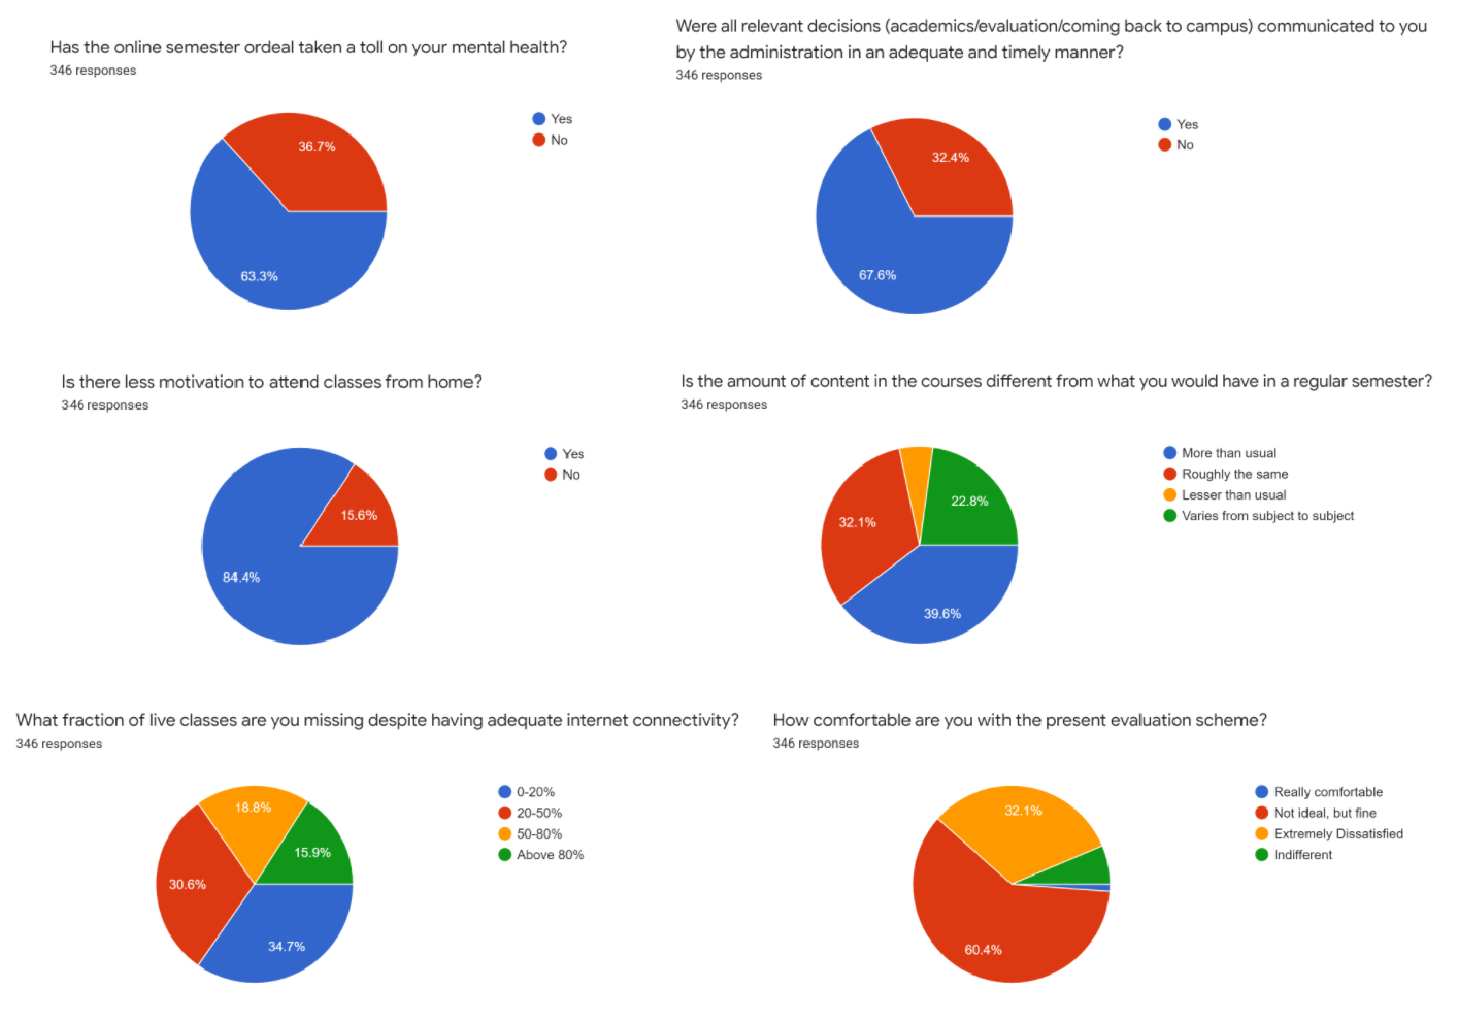 Has the online semester ordeal taken a toll on your mental health?
346 responses
Yes
No
36.7%
63.3%
Were all relevant decisions (academics/evaluation/coming back to campus) communicated to you
by the administration in an adequate and timely manner?
346 responses
Yes
No
32.4%
67.6%
Is there less motivation to attend classes from home?
346 responses
Yes
No
15.6%
84.4%
Is the amount of content in the courses different from what you would have in a regular semester?
346 responses
More than usual
Roughly the same
Lesser than usual
Varies from subject to subject
22.8%
32.1%
39.6%
What fraction of live classes are you missing despite having adequate internet connectivity?
346 responses
0-20%
20-50%
50-80%
Above 80%
18.8%
15.9%
30.6%
34.7%
How comfortable are you with the present evaluation scheme?
346 responses
Really comfortable
Not ideal, but fine
Extremely Dissatisfied
Indifferent
32.1%
60.4%